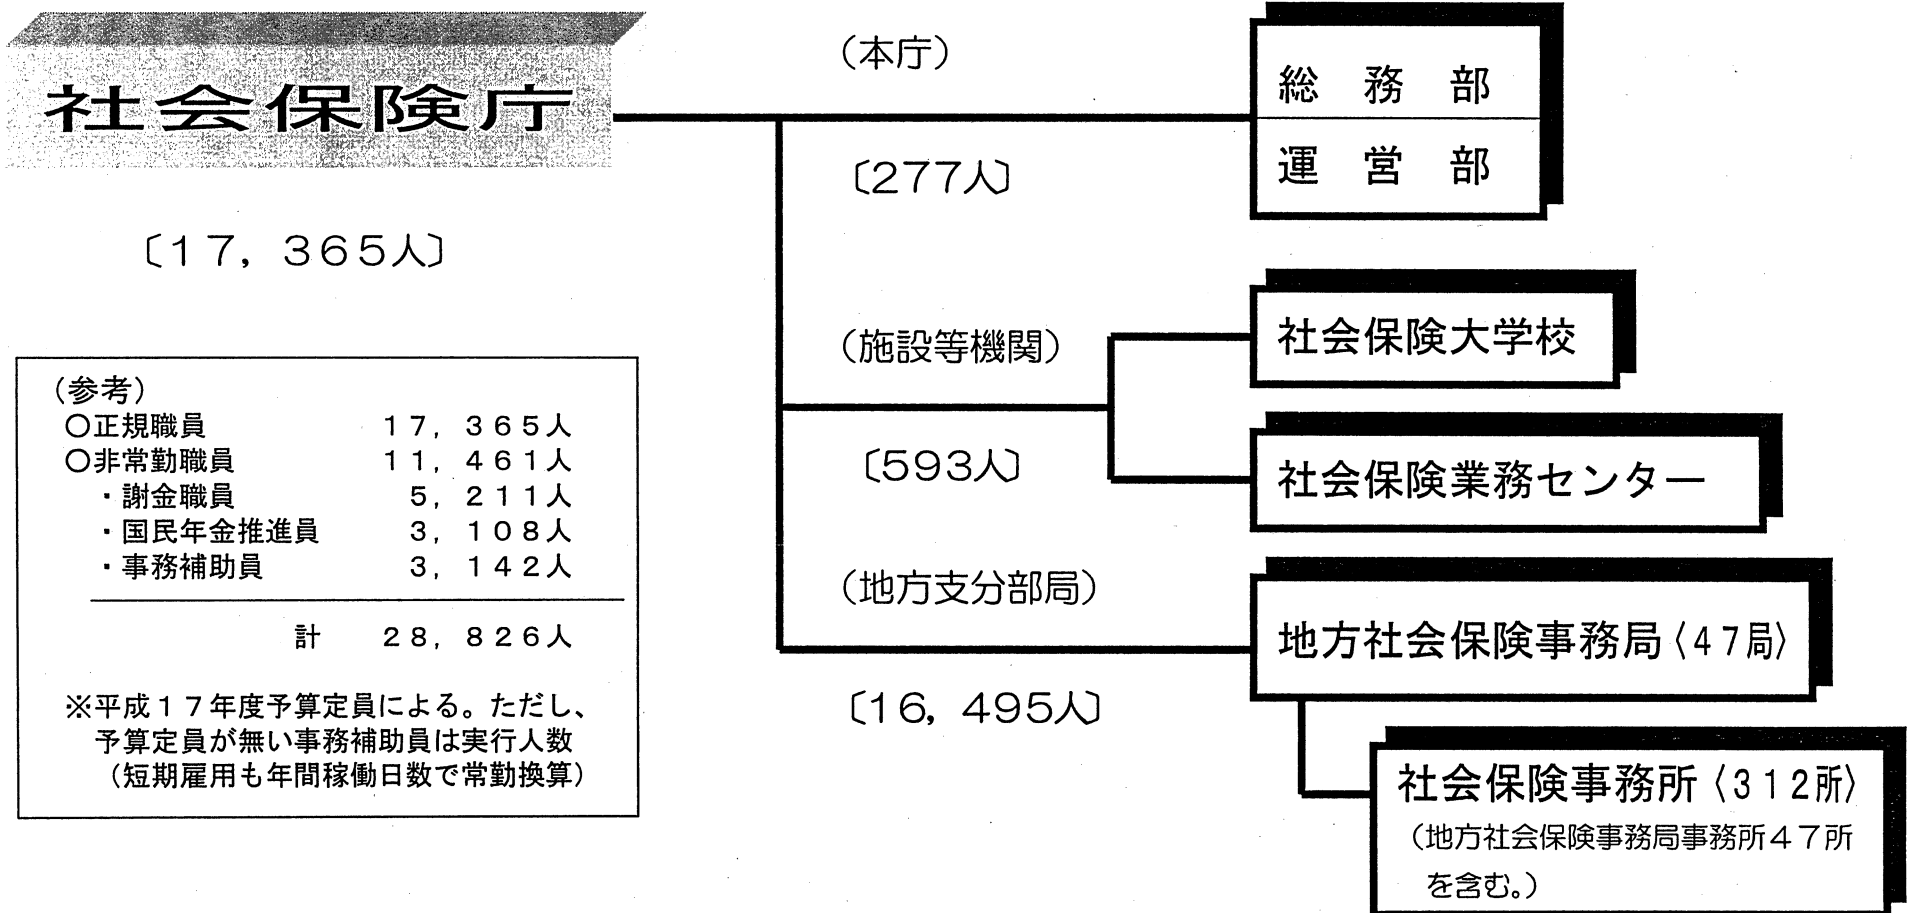 社会保険庁
〔１７，３６５人〕
（参考）
○正規職員　１７，３６５人
○非常勤職員　１１，４６１人
・謝金職員　５，２１１人
・国民年金推進員　３，１０８人
・事務補助員　３，１４２人
計　２８，８２６人
※平成１７年度予算定員による。ただし、
予算定員が無い事務補助員は実行人数
（短期雇用も年間稼働日数で常勤換算）
（本庁）
〔277人〕
総　務　部
運　営　部
（施設等機関）
〔593人〕
社会保険大学校
社会保険業務センター
（地方支分部局）
〔16，495人〕
地方社会保険事務局〈４７局〉
社会保険事務所〈３１２所〉
（地方社会保険事務局事務所４７所
を含む。）